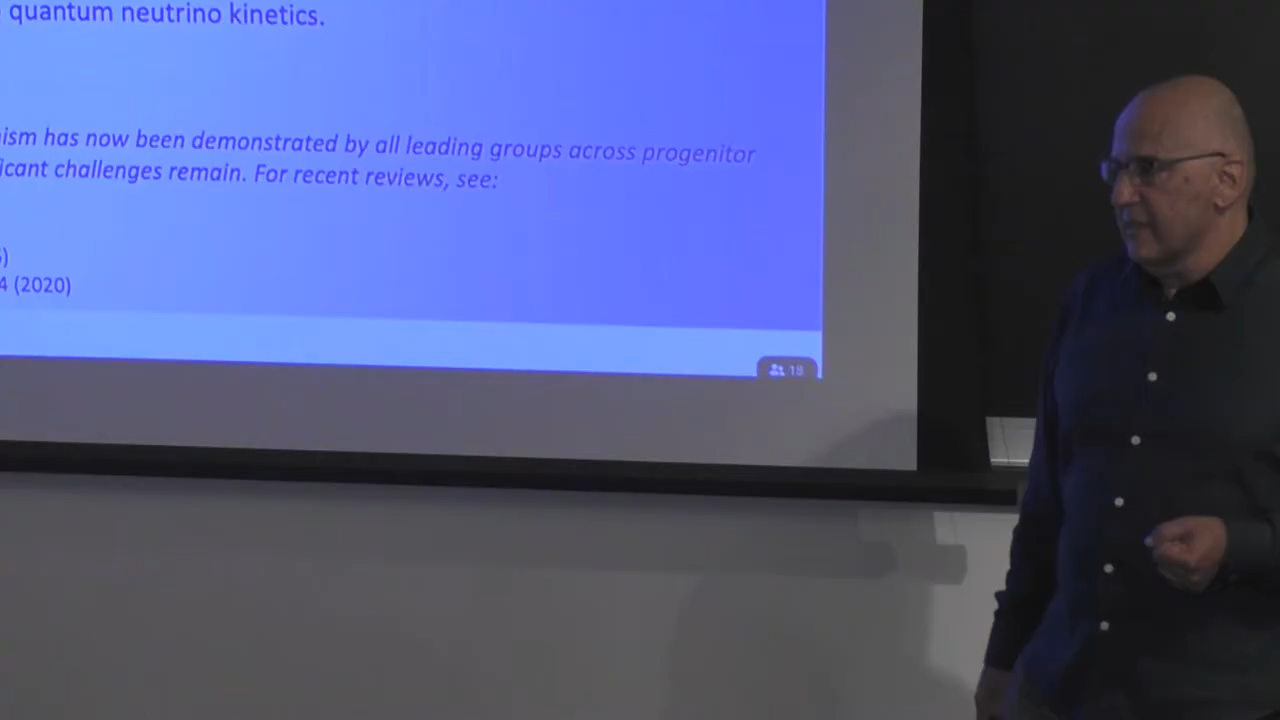 quantum neutrino kinetics.
ism has now been demonstrated by all leading groups across progenitor
icant challenges remain. For recent reviews, see:
)
4 (2020)
18